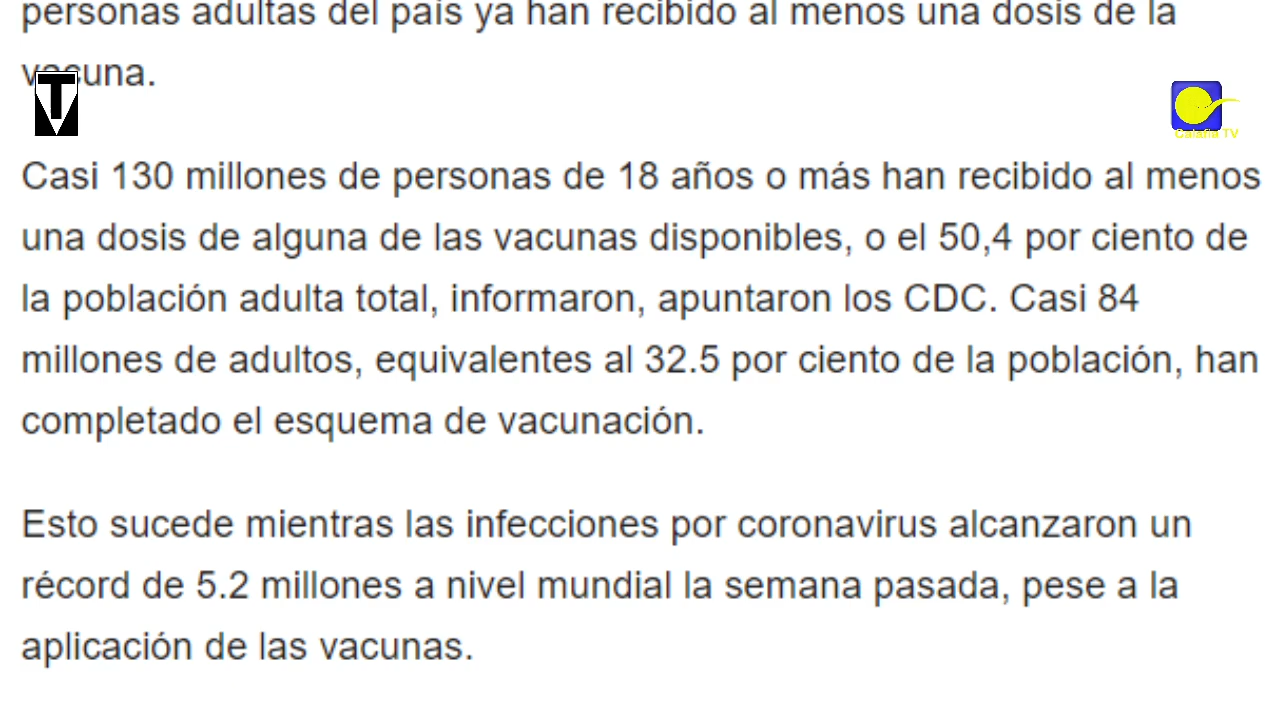 personas adultas del país ya han recibido al menos una dosis de la
vacuna.
TV
Calafia TV
Casi 130 millones de personas de 18 años o más han recibido al menos
una dosis de alguna de las vacunas disponibles, o el 50,4 por ciento de
la población adulta total, informaron, apuntaron los CDC. Casi 84
millones de adultos, equivalentes al 32.5 por ciento de la población, han
completado el esquema de vacunación.
Esto sucede mientras las infecciones por coronavirus alcanzaron un
récord de 5.2 millones a nivel mundial la semana pasada, pese a la
aplicación de las vacunas.